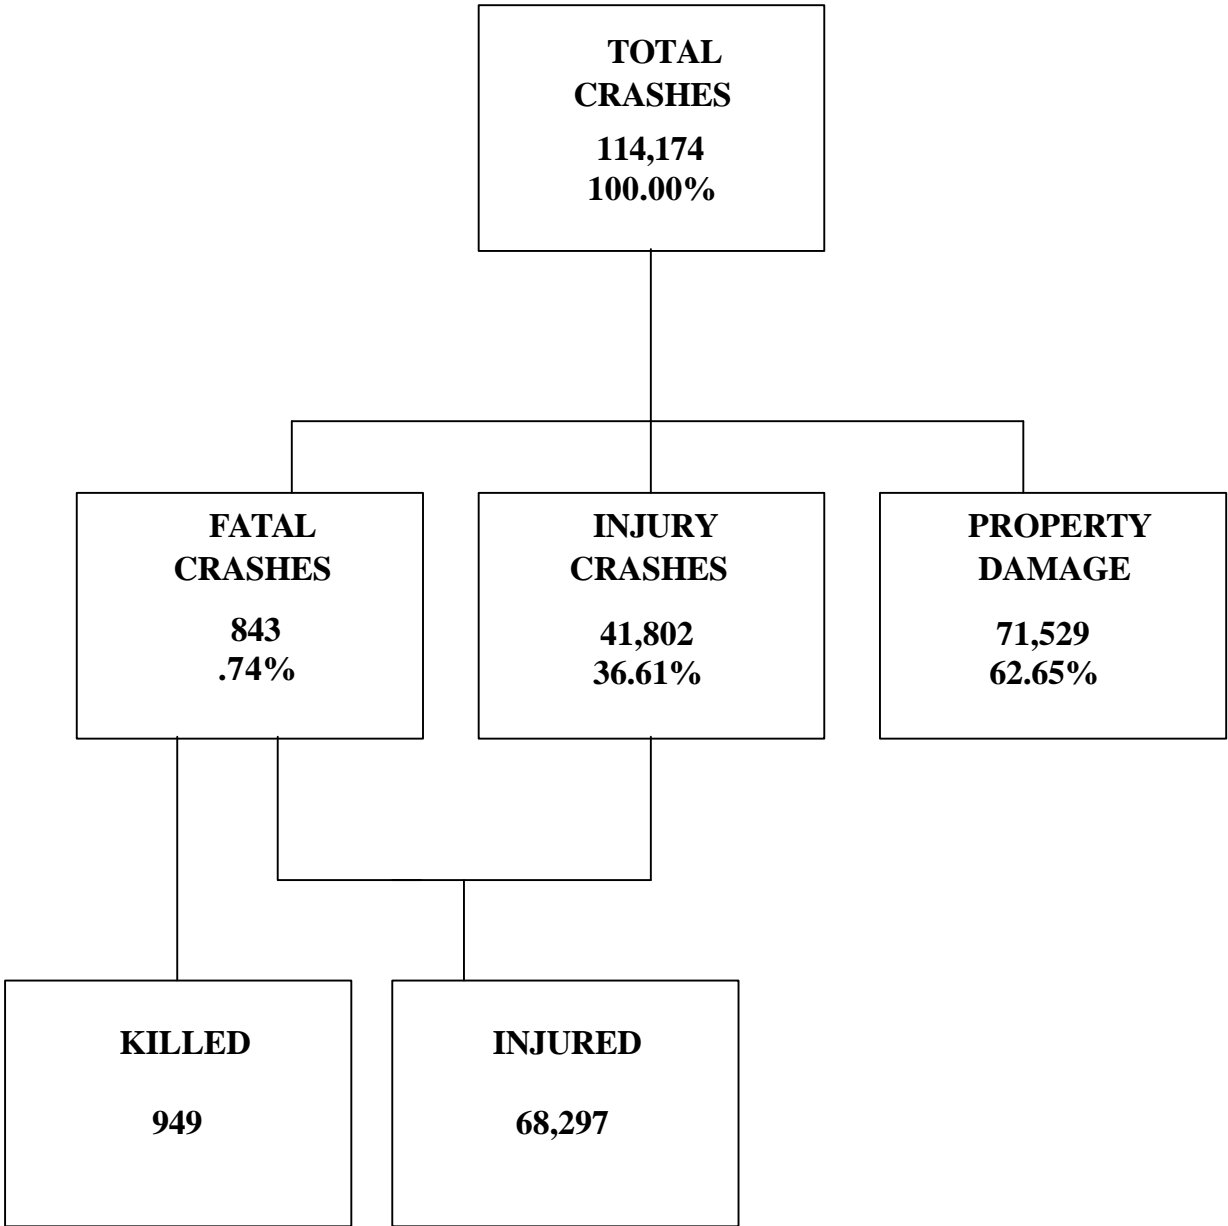 TOTAL
CRASHES
114,174
100.00%
FATAL
CRASHES
843
.74%
INJURY
CRASHES
41,802
36.61%
PROPERTY
DAMAGE
71,529
62.65%
KILLED
949
INJURED
68,297